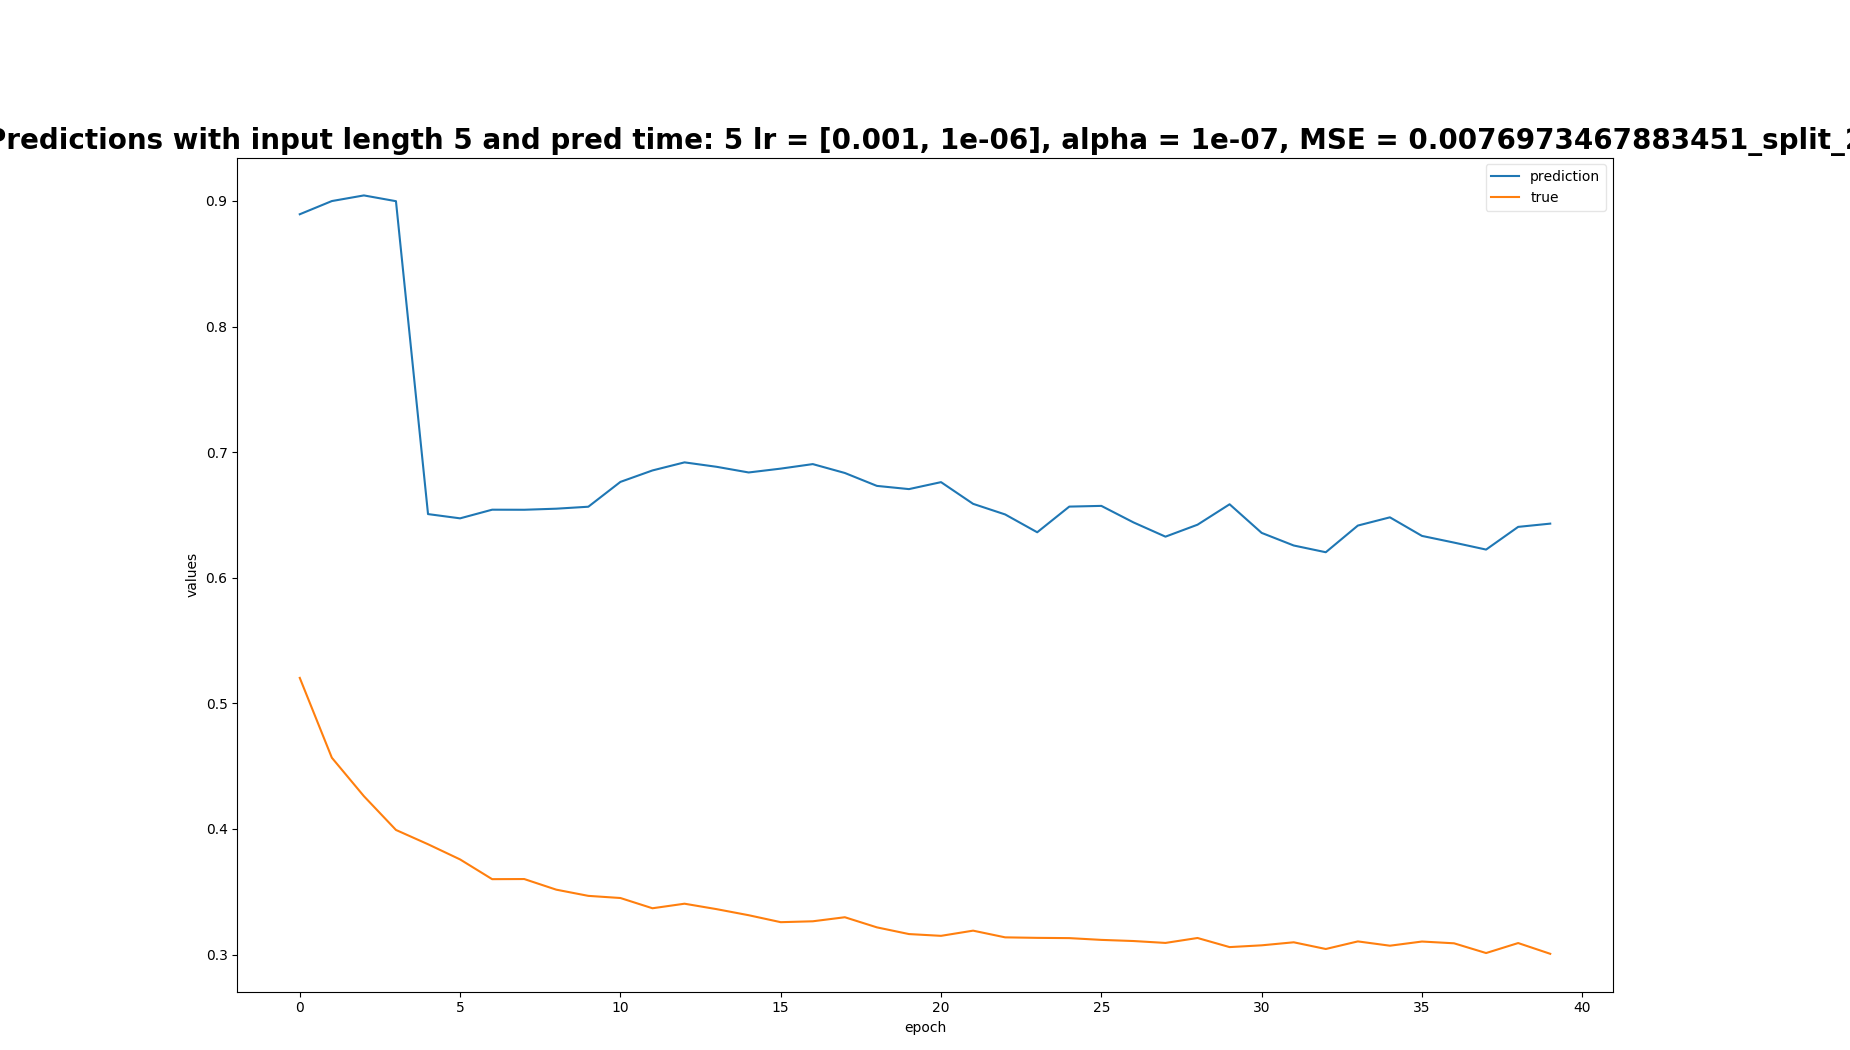 Predictions with input length 5 and pred time: 5 lr = [0.001, 1e-06], alpha = 1e-07, MSE = 0.0076973467883451_split_2
prediction
true
0.9
0.8
0.7
0.6
0.5
0.4
0.3
values
0 5 10 15 20 25 30 35 40
epoch